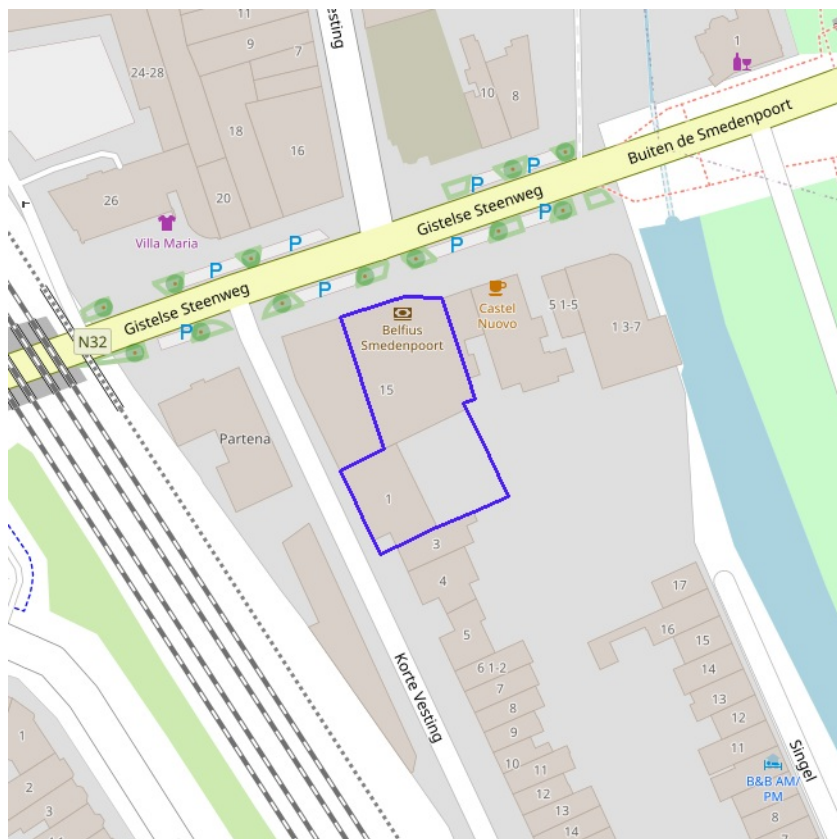 11
9
7
24-28
esting
1
10
8
Buiten de Smedenpoort
18
16
P
P
26
20
Gistelse Steenweg
P
Villa Maria
P
P
Gistelse Steenweg
P
P
N32
Belfius
Smedenpoort
Castel
Nuovo
5 1-5
1 3-7
15
Partena
1
3
4
17
5
16
15
6 1-2
14
7
8
13
9
12
10
11
11
12
13
14
Korte Vesting
Singel
B&B AM/
PM
8
7
1
2
3